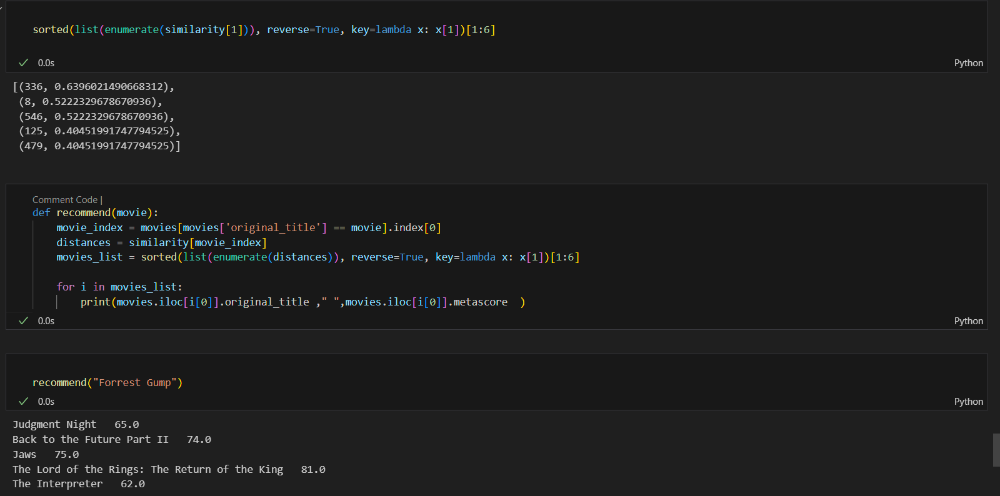 sorted(list(enumerate(similarity[1])), reverse=True, key=lambda x: x[1])[1:6]
0.0s
Python
[(336, 0.6396021490668312),
(8, 0.5222329678670936),
(546, 0.5222329678670936),
(125, 0.40451991747794525),
(479, 0.40451991747794525)]
Comment Code |
def recommend(movie):
    movie_index = movies[movies['original_title'] == movie].index[0]
    distances = similarity[movie_index]
    movies_list = sorted(list(enumerate(distances)), reverse=True, key=lambda x: x[1])[1:6]
    for i in movies_list:
        print(movies.iloc[i[0]].original_title ," ",movies.iloc[i[0]].metascore  )
0.0s
Python
recommend("Forrest Gump")
0.0s
Python
Judgment Night   65.0
Back to the Future Part II   74.0
Jaws   75.0
The Lord of the Rings: The Return of the King   81.0
The Interpreter   62.0